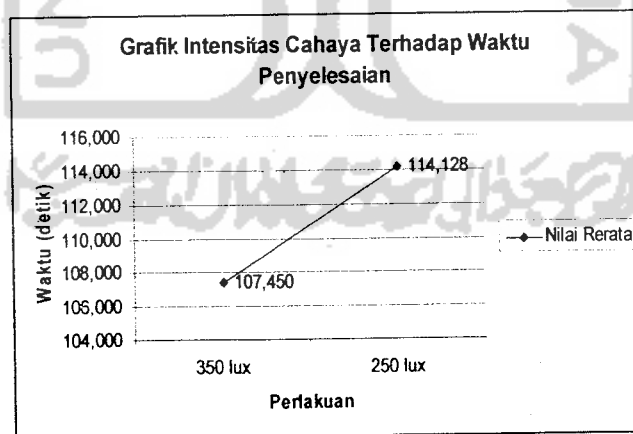 Grafik Intensitas Cahaya Terhadap Waktu
Penyelesaian
116,000
114,000
112,000
110,000
108,000
106,000
104,000
Waktu (detik)
114,128
107,450
Nilai Rerata
350 lux
250 lux
Perlakuan